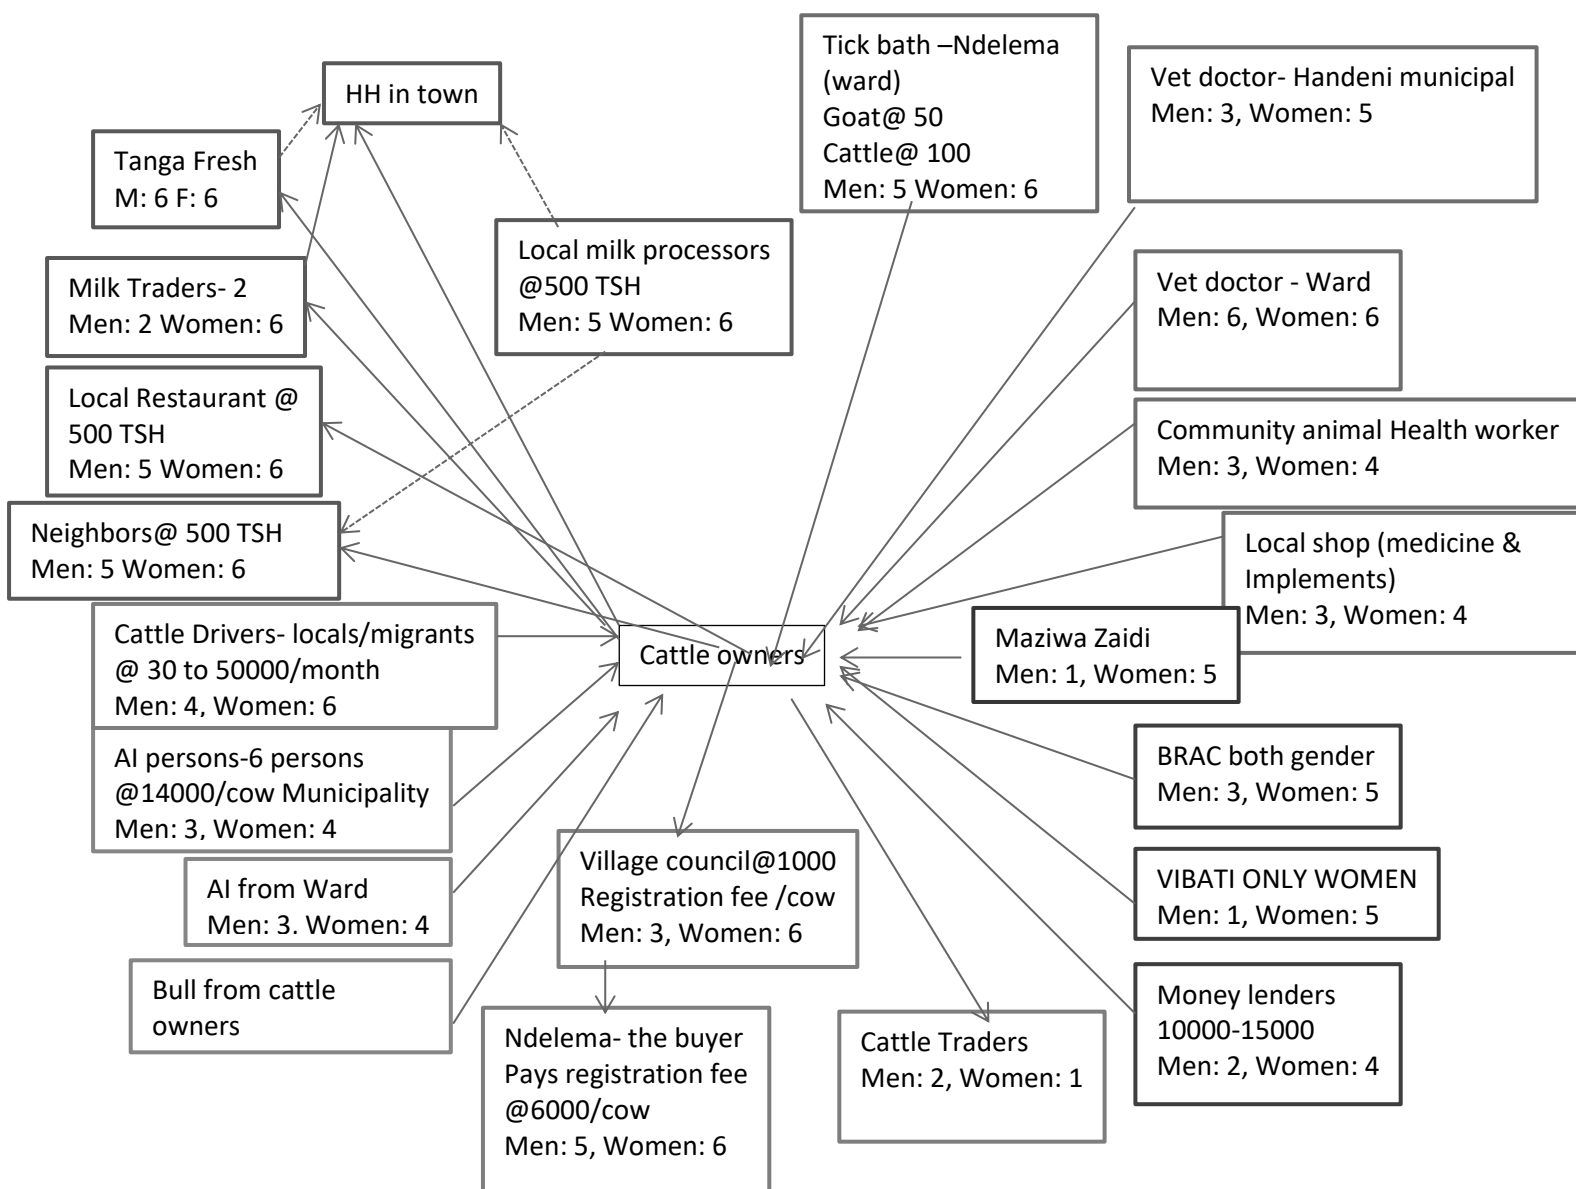 HH in town
Tanga Fresh
M: 6 F: 6
Milk Traders- 2
Men: 2 Women: 6
Local Restaurant @
500 TSH
Men: 5 Women: 6
Neighbors@ 500 TSH
Men: 5 Women: 6
Local milk processors
@500 TSH
Men: 5 Women: 6
Tick bath –Ndelema
(ward)
Goat@ 50
Cattle@ 100
Men: 5 Women: 6
Vet doctor- Handeni municipal
Men: 3, Women: 5
Vet doctor - Ward
Men: 6, Women: 6
Community animal Health worker
Men: 3, Women: 4
Local shop (medicine &
Implements)
Men: 3, Women: 4
Cattle Drivers- locals/migrants
@ 30 to 50000/month
Men: 4, Women: 6
Cattle owners
Maziwa Zaidi
Men: 1, Women: 5
AI persons-6 persons
@14000/cow Municipality
Men: 3, Women: 4
AI from Ward
Men: 3, Women: 4
Bull from cattle
owners
Village council@1000
Registration fee /cow
Men: 3, Women: 6
Ndelema- the buyer
Pays registration fee
@6000/cow
Men: 5, Women: 6
Cattle Traders
Men: 2, Women: 1
BRAC both gender
Men: 3, Women: 5
VIBATI ONLY WOMEN
Men: 1, Women: 5
Money lenders
10000-15000
Men: 2, Women: 4